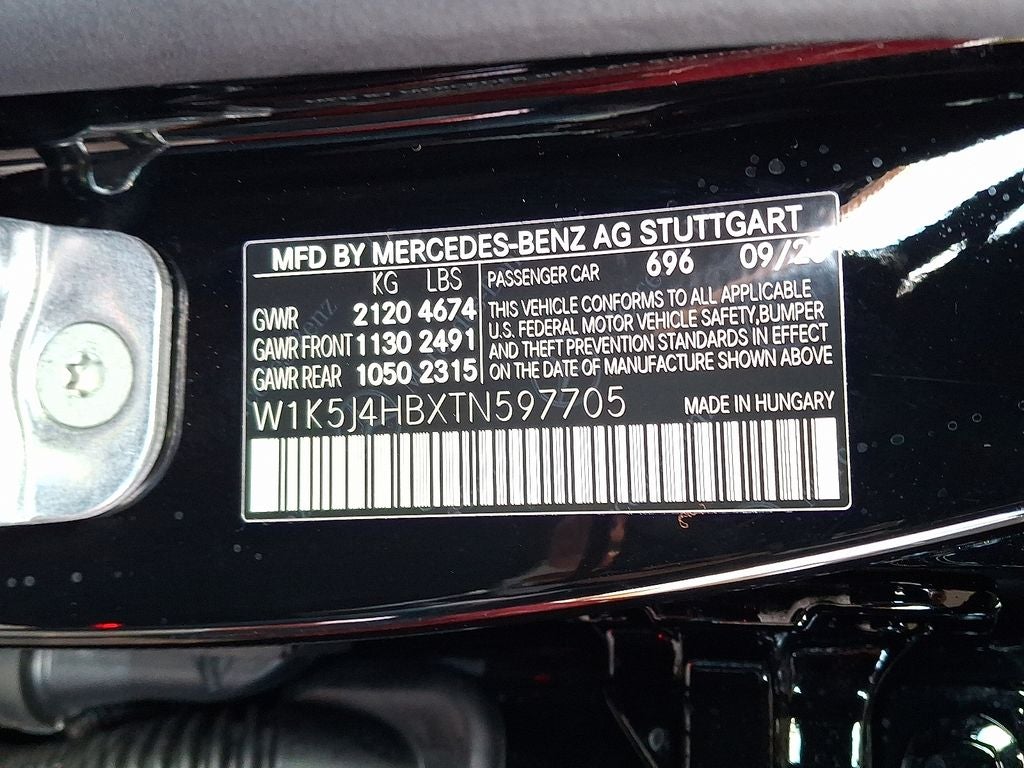 MFD BY MERCEDES-BENZ AG STUTTGART
KG LBS
GVWR 2120 4674
GAWR FRONT 1130 2491
GAWR REAR 1050 2315
PASSENGER CAR 696
THIS VEHICLE CONFORMS TO ALL APPLICABLE
U.S. FEDERAL MOTOR VEHICLE SAFETY,BUMPER
AND THEFT PREVENTION STANDARDS IN EFFECT
ON THE DATE OF MANUFACTURE SHOWN ABOVE
W1K5J4HBXTN597705
MADE IN HUNGARY